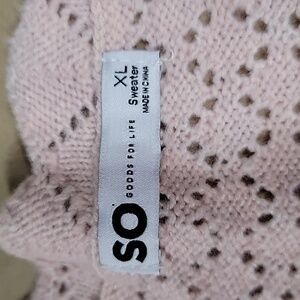 SO
GOODS FOR LIFE
XL
Sweater
MADE IN CHINA